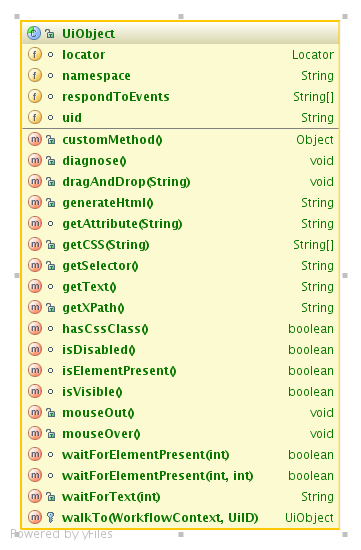 UiObject
locator Locator
namespace String
respondToEvents String[]
uid String
customMethod() Object
diagnose() void
dragAndDrop(String) void
generateHtml() String
getAttribute(String) String
getCSS(String) String[]
getSelector() String
getText() String
getXPath() String
hasCssClass() boolean
isDisabled() boolean
isElementPresent() boolean
isVisible() boolean
mouseOut() void
mouseOver() void
waitForElementPresent(int) boolean
waitForElementPresent(int, int) boolean
waitForText(int) String
walkTo(WorkflowContext, UiID) UiObject
Powered by yFiles